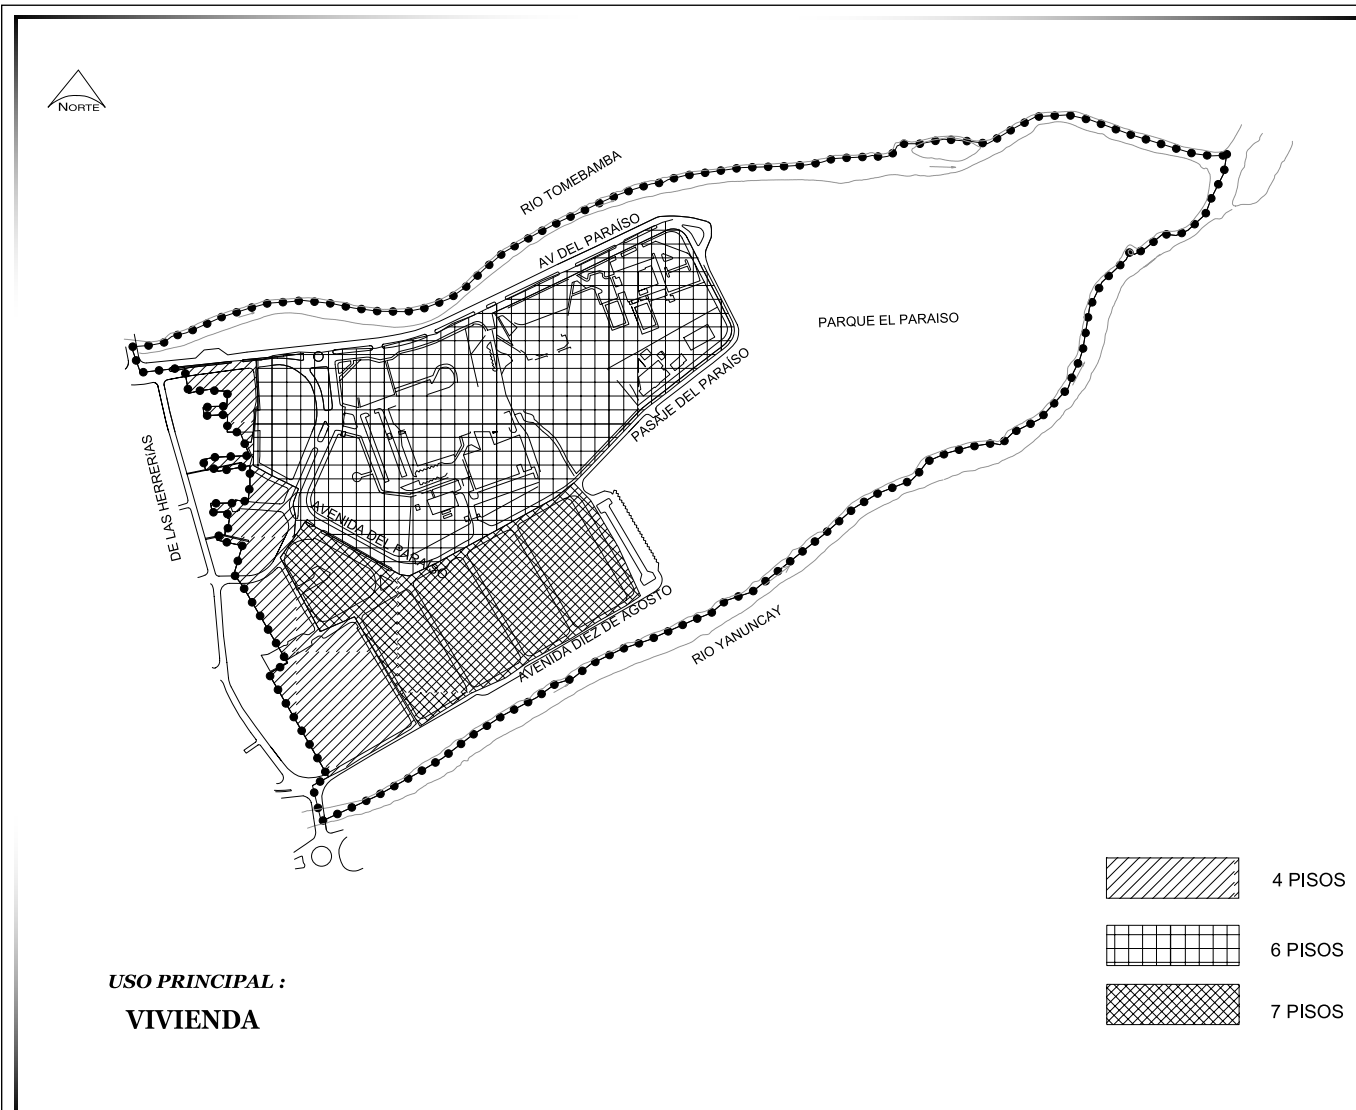 NORTE
RIO TOMEBAMBA
AV DEL PARAÍSO
PARQUE EL PARAISO
PASAJE DEL PARAÍSO
DE LAS HERRERÍAS
AVENIDA DEL PARAISO
AVENIDA DIEZ DE AGOSTO
RIO YANUNCAY
4 PISOS
6 PISOS
7 PISOS
USO PRINCIPAL :
VIVIENDA